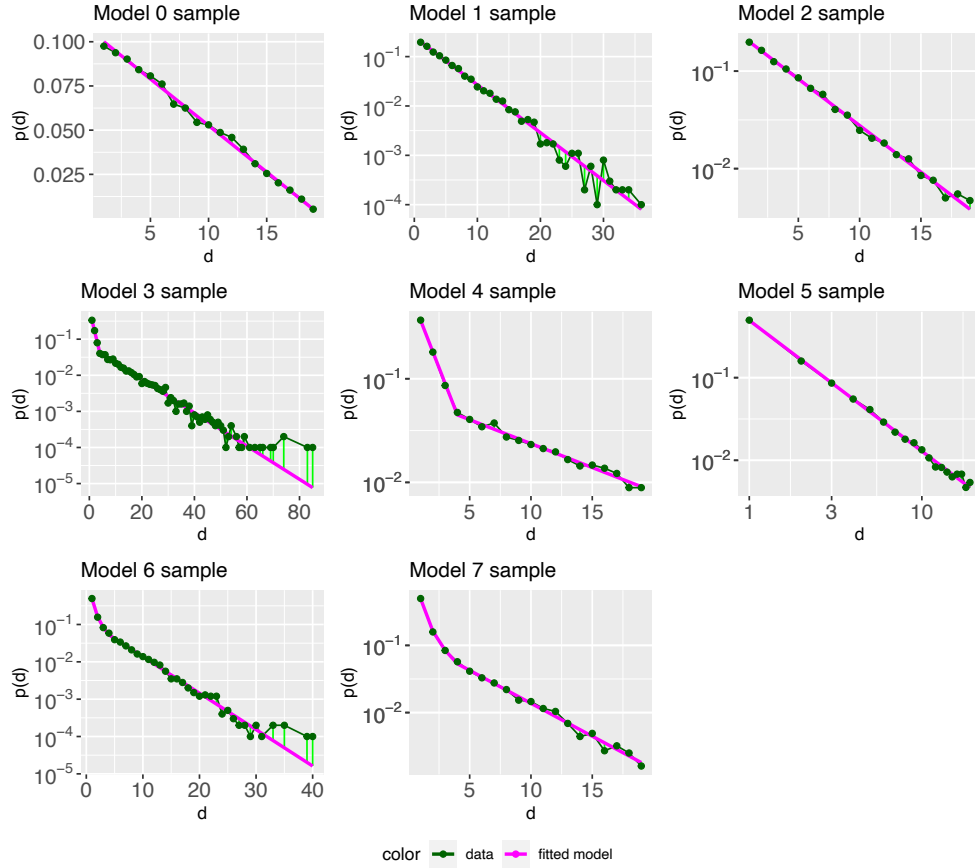 Model 0 sample
0.100
0.075
0.050
0.025
p(d)
5 10 15
d
Model 1 sample
10⁻¹
10⁻²
10⁻³
10⁻⁴
p(d)
0 10 20 30
d
Model 2 sample
10⁻¹
10⁻²
p(d)
5 10 15
d
Model 3 sample
10⁻¹
10⁻²
10⁻³
10⁻⁴
10⁻⁵
p(d)
0 20 40 60 80
d
Model 4 sample
10⁻¹
10⁻²
p(d)
5 10 15
d
Model 5 sample
10⁻¹
10⁻²
p(d)
1 3 10
d
Model 6 sample
10⁻¹
10⁻²
10⁻³
10⁻⁴
10⁻⁵
p(d)
0 10 20 30 40
d
Model 7 sample
10⁻¹
10⁻²
p(d)
5 10 15
d
color data fitted model